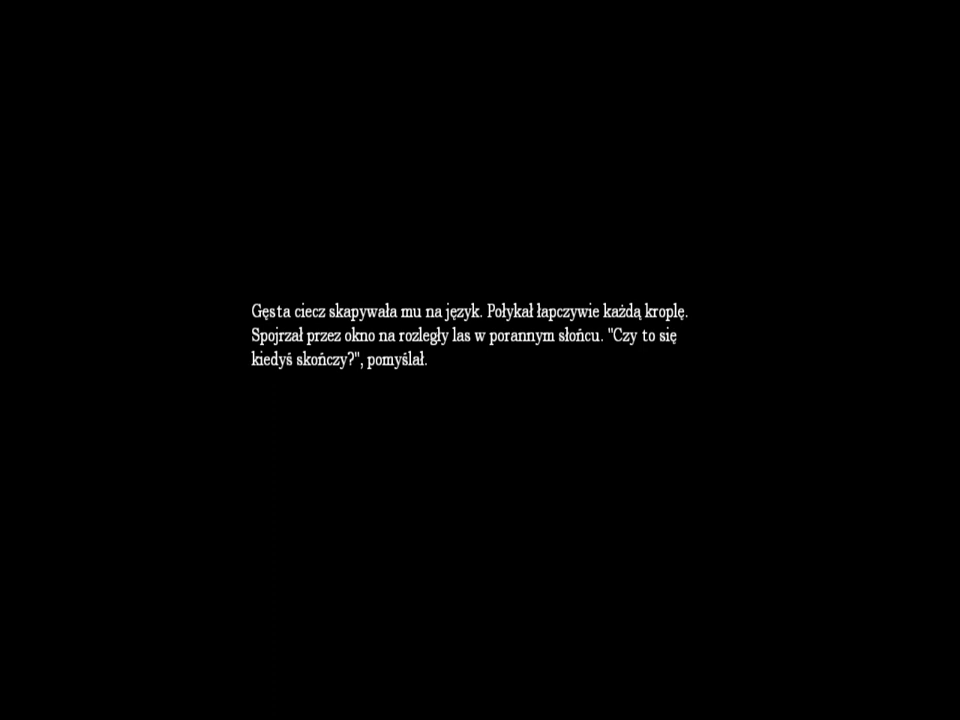 Gęsta ciecz skapywała mu na język. Połykał łapczywie każdą kroplę.
Spojrzał przez okno na rozległy las w porannym słońcu. "Czy to się
kiedyś skończy?", pomyślał.